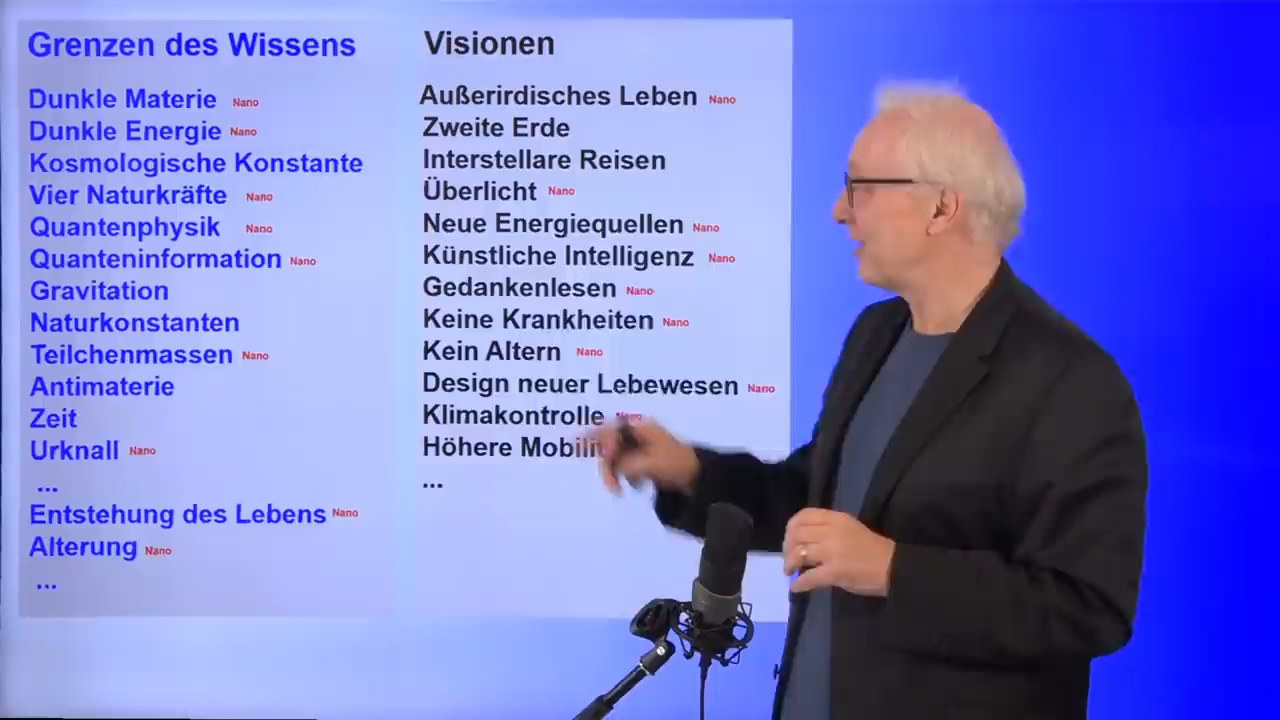 Grenzen des Wissens
Dunkle Materie Nano
Dunkle Energie Nano
Kosmologische Konstante
Vier Naturkräfte Nano
Quantenphysik Nano
Quanteninformation Nano
Gravitation
Naturkonstanten
Teilchenmassen Nano
Antimaterie
Zeit
Urknall Nano
...
Entstehung des Lebens Nano
Alterung Nano
...
Visionen
Außerirdisches Leben Nano
Zweite Erde
Interstellare Reisen
Überlicht Nano
Neue Energiequellen Nano
Künstliche Intelligenz Nano
Gedankenlesen Nano
Keine Krankheiten Nano
Kein Altern Nano
Design neuer Lebewesen Nano
Klimakontrolle Nano
Höhere
...